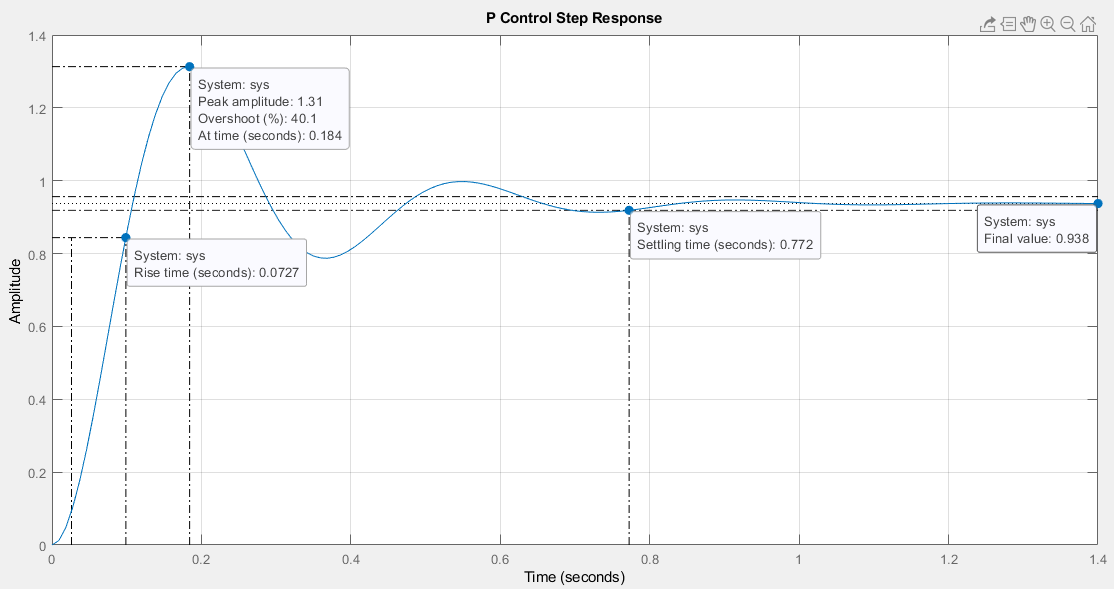 P Control Step Response
1.4
1.2
1
0.8
0.6
0.4
0.2
0
Amplitude
System: sys
Peak amplitude: 1.31
Overshoot (%): 40.1
At time (seconds): 0.184
System: sys
Rise time (seconds): 0.0727
System: sys
Settling time (seconds): 0.772
System: sys
Final value: 0.938
0
0.2
0.4
0.6
0.8
1
1.2
1.4
Time (seconds)